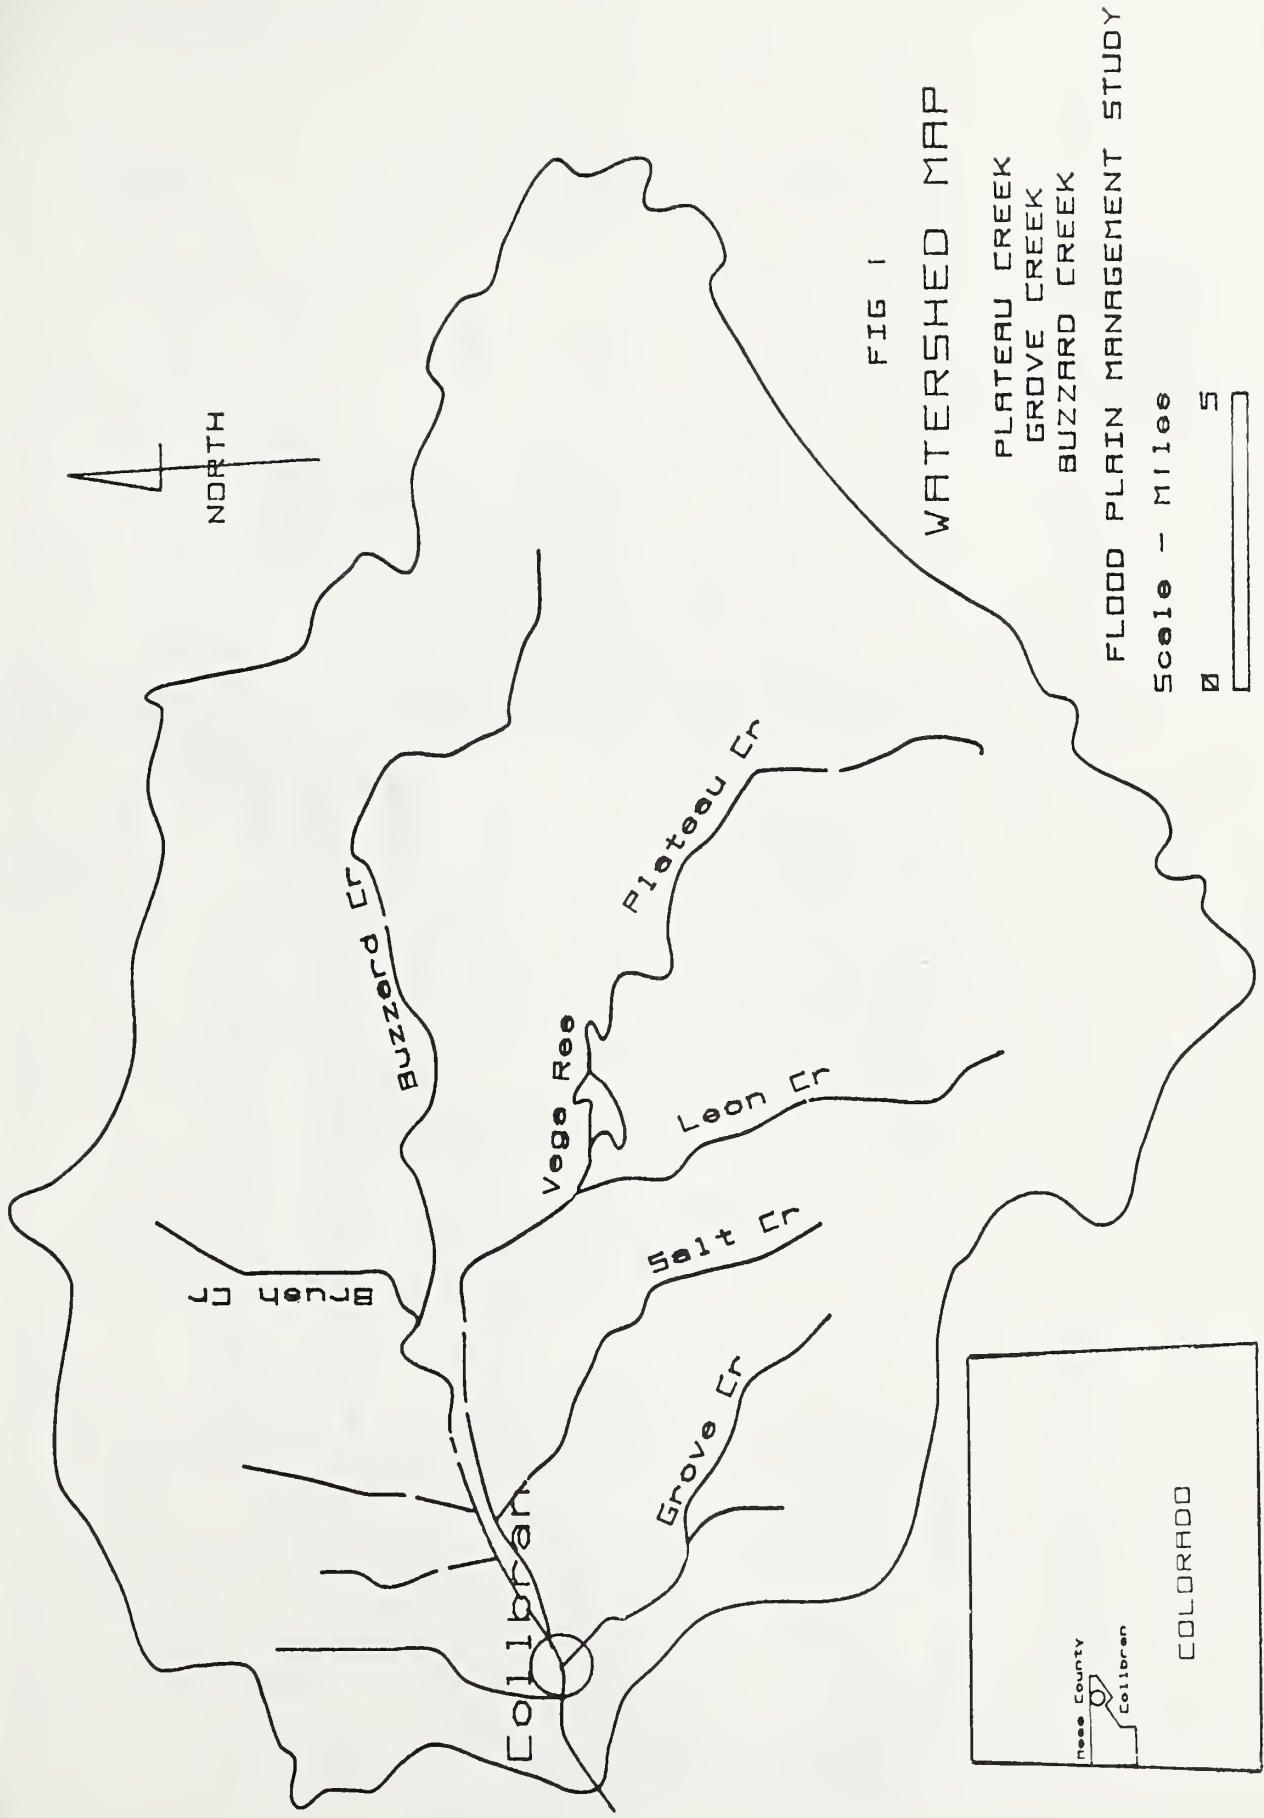 NORTH
Buzzard Cr
Brush Cr
Plateau Cr
Vega Res
Leon Cr
Salt Cr
Grove Cr
Collbran
FIG 1
WATERSHED MAP
PLATEAU CREEK
GROVE CREEK
BUZZARD CREEK
FLOOD PLAIN MANAGEMENT STUDY
Scale - Miles
0 5
Mesa County
Collbran
COLORADO